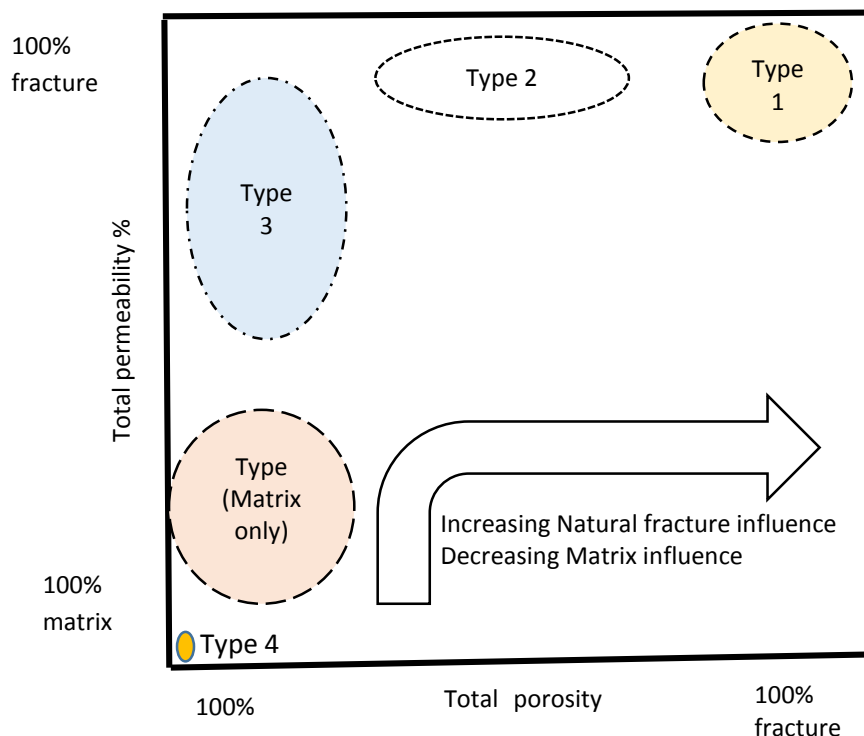 100%
fracture
Type 2
Type
1
Type
3
Total permeability %
Type
(Matrix
only)
Increasing Natural fracture influence
Decreasing Matrix influence
100%
matrix
Type 4
100%
Total porosity
100%
fracture